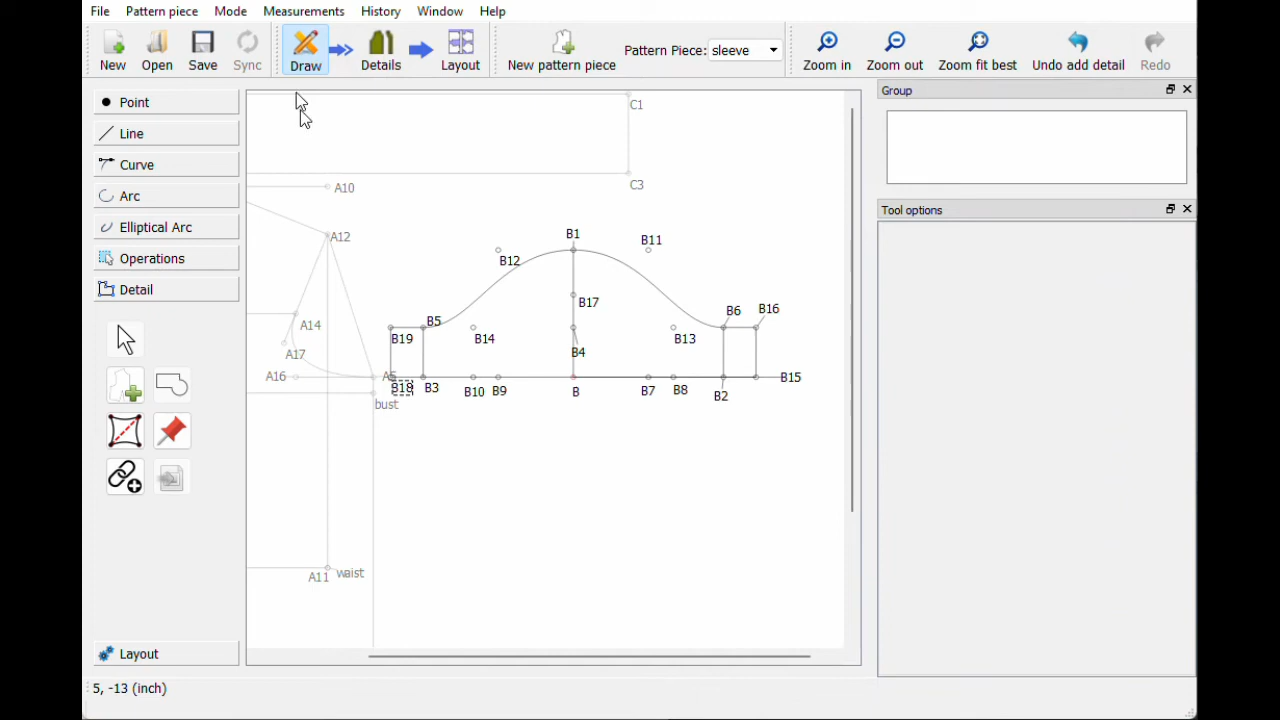 File Pattern piece Mode Measurements History Window Help
New Open Save Sync Draw Details Layout New pattern piece Pattern Piece: sleeve Zoom in Zoom out Zoom fit best Undo add detail Redo
Point
Line
Curve
Arc
Elliptical Arc
Operations
Detail
Layout
C1
C3
A10
A12
A14
A17
A16
A5
bust
A11
waist
B1
B11
B12
B17
B6
B16
B5
B19
B14
B4
B13
B18
B3
B10
B9
B
B7
B8
B2
B15
Group
Tool options
5, -13 (inch)